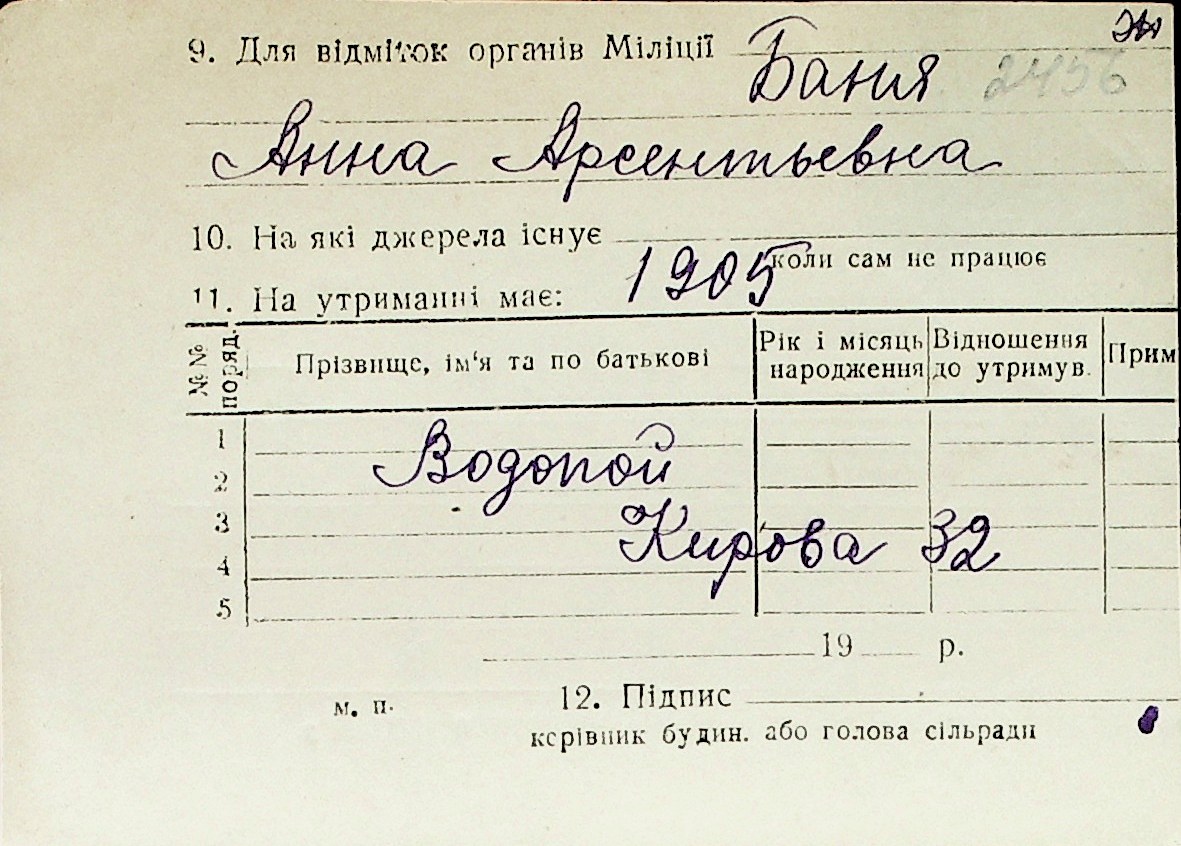 9. Для відміток органів Міліції Баня 2456
Анна Арсентьевна
10. На які джерела існує
коли сам не працює
11. На утриманні має: 1905
№№ поряд. Прізвище, ім‘я та по батькові Рік і місяць народження Відношення до утримув. Прим
1
2 Водопой
3
4 Кирова 32
5
19 р.
м. п. 12. Підпис
керівник будин. або голова сільради